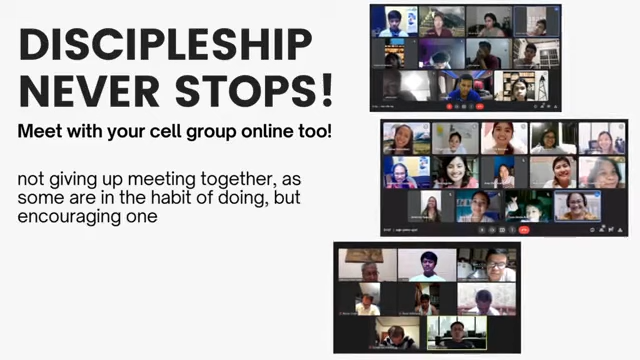 DISCIPLESHIP
NEVER STOPS!
Meet with your cell group online too!
not giving up meeting together, as
some are in the habit of doing, but
encouraging one